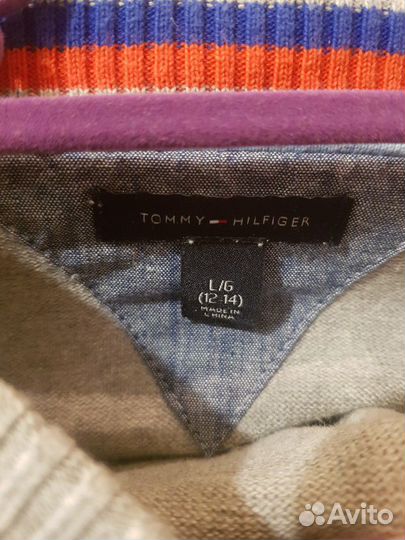 TOMMY HILFIGER
L/G
(12-14)
MADE IN
CHINA
Avito